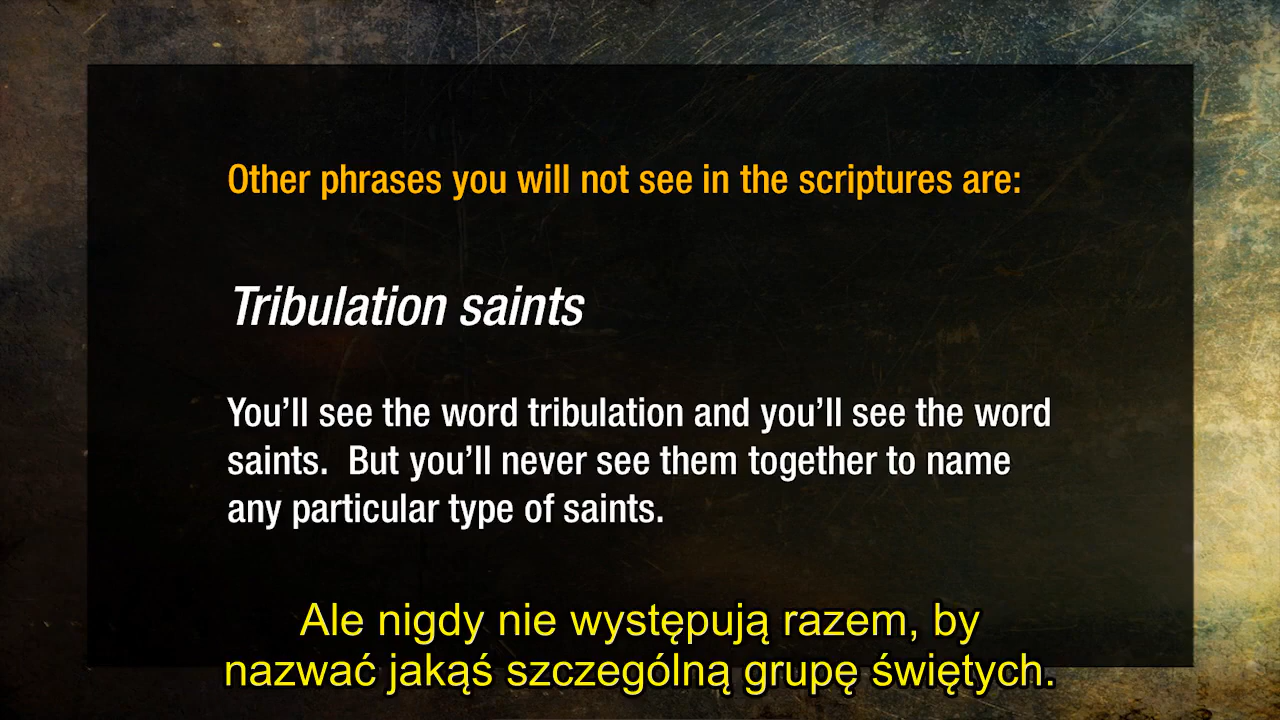 Other phrases you will not see in the scriptures are:
Tribulation saints
You’ll see the word tribulation and you’ll see the word
saints.  But you’ll never see them together to name
any particular type of saints.
Ale nigdy nie występują razem, by
nazwać jakąś szczególną grupę świętych.